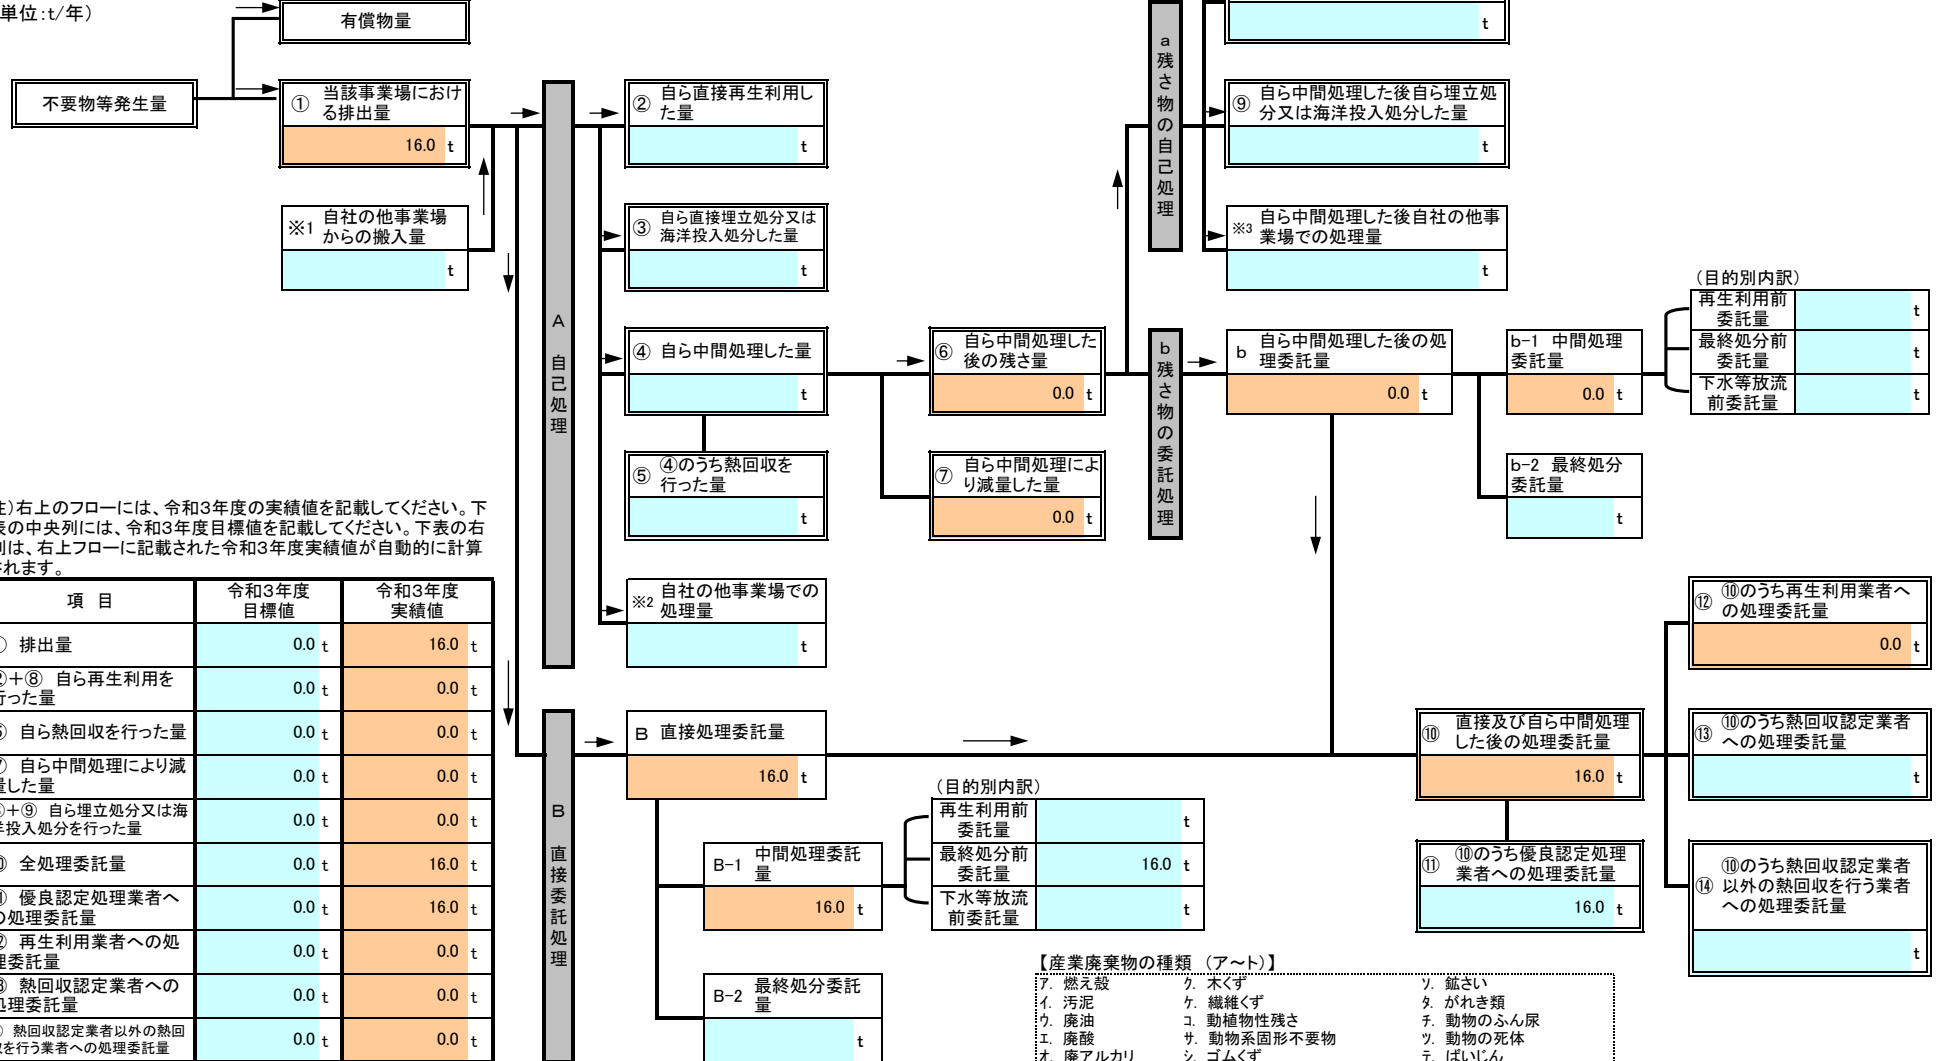 単位:t/年）
有償物量
不要物等発生量
① 当該事業場におけ
る排出量
16.0 t
※1 自社の他事業場
からの搬入量
t
A 自己処理
② 自ら直接再生利用し
た量
t
③ 自ら直接埋立処分又は
海洋投入処分した量
t
④ 自ら中間処理した量
t
⑤ ④のうち熱回収を
行った量
t
※2 自社の他事業場での
処理量
t
⑥ 自ら中間処理した
後の残さ量
0.0 t
⑦ 自ら中間処理によ
り減量した量
0.0 t
a残さ物の自己処理
t
⑨ 自ら中間処理した後自ら埋立処
分又は海洋投入処分した量
t
※3 自ら中間処理した後自社の他事
業場での処理量
t
b残さ物の委託処理
b 自ら中間処理した後の処
理委託量
0.0 t
b-1 中間処理
委託量
0.0 t
b-2 最終処分
委託量
t
（目的別内訳）
再生利用前
委託量
t
最終処分前
委託量
t
下水等放流
前委託量
t
注)右上のフローには、令和3年度の実績値を記載してください。下
表の中央列には、令和3年度目標値を記載してください。下表の右
列は、右上フローに記載された令和3年度実績値が自動的に計算
されます。
項 目 令和3年度
目標値 令和3年度
実績値
① 排出量 0.0 t 16.0 t
②+⑧ 自ら再生利用を
行った量 0.0 t 0.0 t
⑤ 自ら熱回収を行った量 0.0 t 0.0 t
⑦ 自ら中間処理により減
量した量 0.0 t 0.0 t
③+⑨ 自ら埋立処分又は海
洋投入処分を行った量 0.0 t 0.0 t
⑩ 全処理委託量 0.0 t 16.0 t
⑪ 優良認定処理業者へ
の処理委託量 0.0 t 16.0 t
⑫ 再生利用業者への処
理委託量 0.0 t 0.0 t
⑬ 熱回収認定業者への
処理委託量 0.0 t 0.0 t
⑭ 熱回収認定業者以外の熱回
収を行う業者への処理委託量 0.0 t 0.0 t
B 直接委託処理
B 直接処理委託量
16.0 t
B-1 中間処理委託
量
16.0 t
B-2 最終処分委託
量
t
（目的別内訳）
再生利用前
委託量
t
最終処分前
委託量
16.0 t
下水等放流
前委託量
t
⑩ 直接及び自ら中間処理
した後の処理委託量
16.0 t
⑪ ⑩のうち優良認定処理
業者への処理委託量
16.0 t
⑫ ⑩のうち再生利用業者へ
の処理委託量
0.0 t
⑬ ⑩のうち熱回収認定業者
への処理委託量
t
⑭ ⑩のうち熱回収認定業者
以外の熱回収を行う業者
への処理委託量
t
【産業廃棄物の種類 （ア～ト）】
ア. 燃え殻 ク. 木くず ソ. 鉱さい
イ. 汚泥 ケ. 繊維くず タ. がれき類
ウ. 廃油 コ. 動植物性残さ チ. 動物のふん尿
エ. 廃酸 サ. 動物系固形不要物 ツ. 動物の死体
オ. 廃アルカリ シ. ゴムくず テ. ばいじん